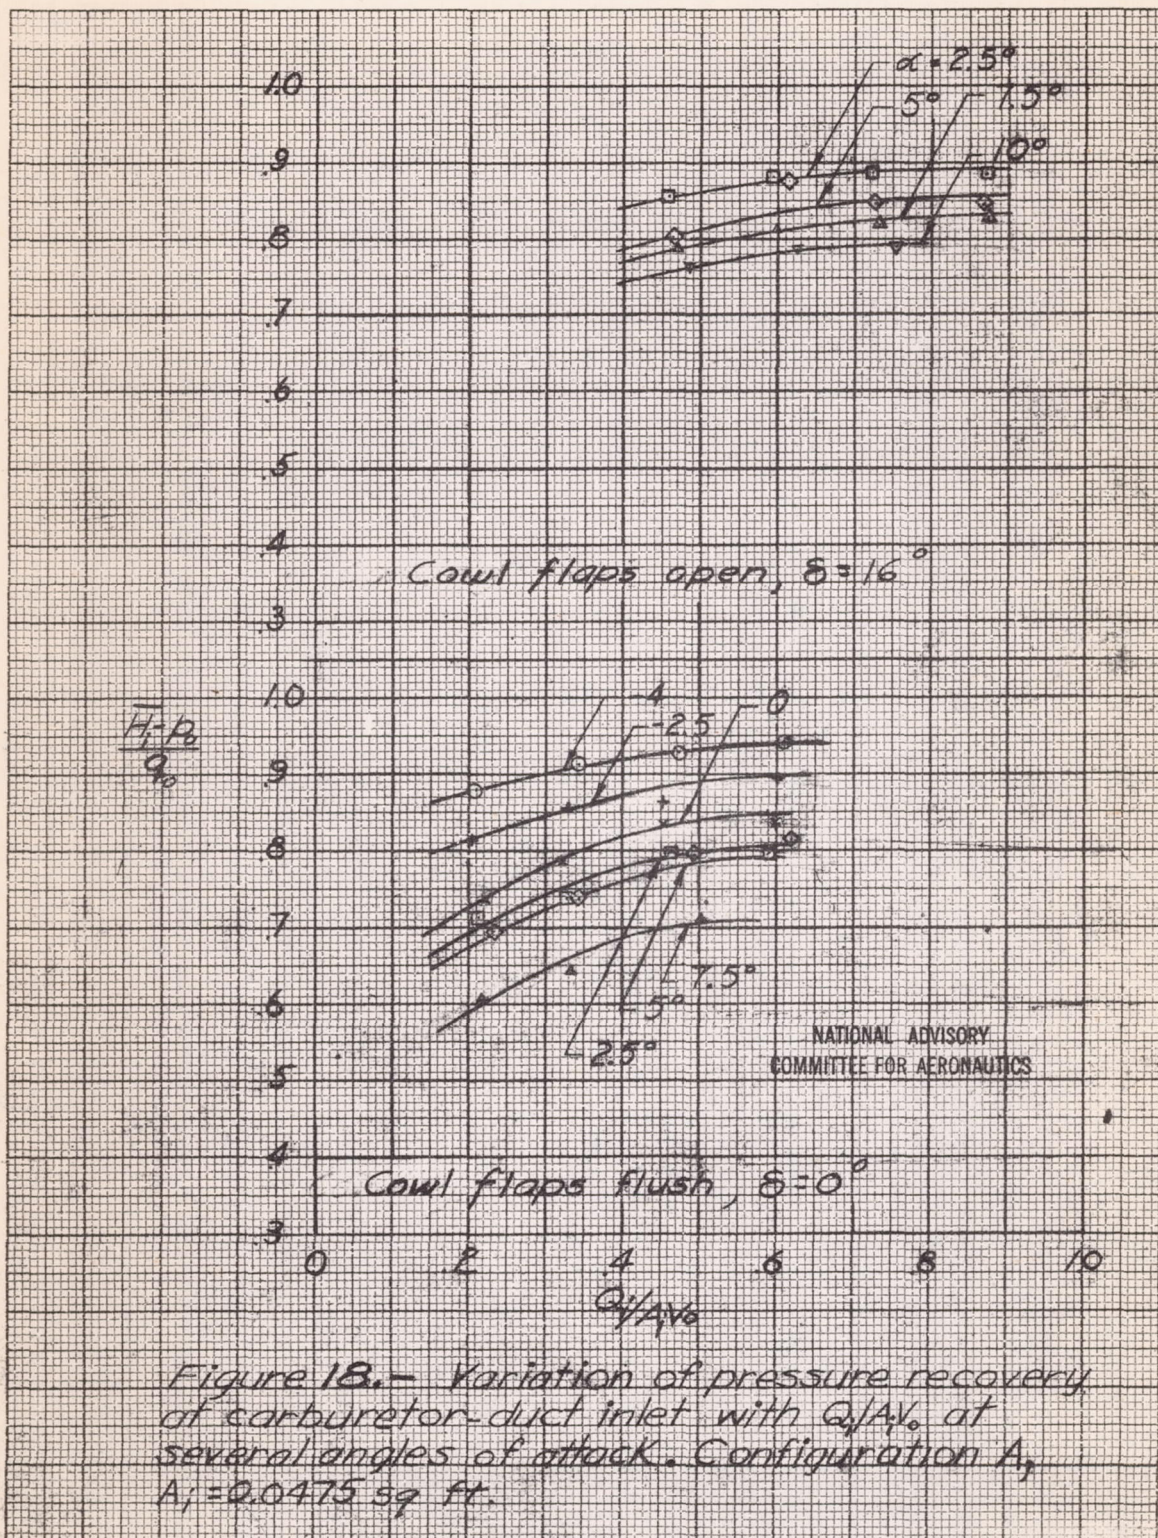 1.0
.9
.8
.7
.6
.5
.4
.3
α = 2.5°
5°
7.5°
10°
Cowl flaps open, δ=16°
H̅ᵢ-p₀
q₀
1.0
.9
.8
.7
.6
.5
.4
.3
-4
-2.5
0
7.5°
5°
2.5°
NATIONAL ADVISORY
COMMITTEE FOR AERONAUTICS
Cowl flaps flush, δ=0°
0 .2 .4 .6 .8 1.0
Qᵢ/AᵢV₀
Figure 18.- Variation of pressure recovery
at carburetor-duct inlet with Qᵢ/AᵢV₀ at
several angles of attack. Configuration A,
Aᵢ=0.0475 sq ft.